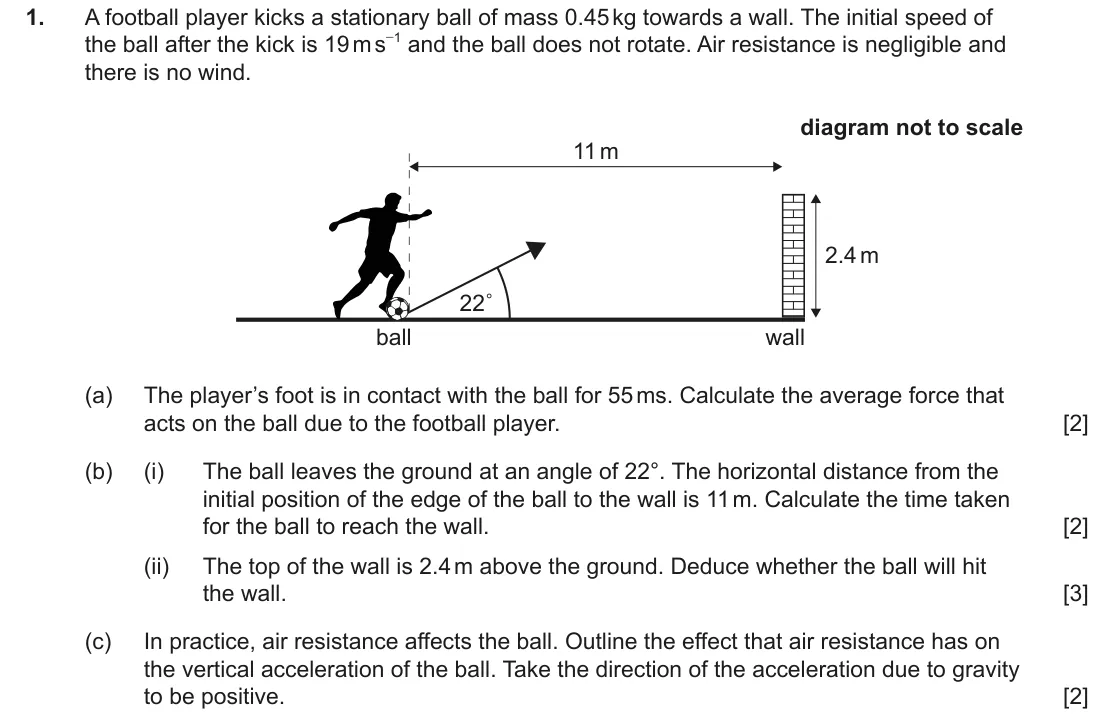 1. A football player kicks a stationary ball of mass 0.45 kg towards a wall. The initial speed of
the ball after the kick is 19 m s⁻¹ and the ball does not rotate. Air resistance is negligible and
there is no wind.
diagram not to scale
11 m
2.4 m
22°
ball
wall
(a) The player’s foot is in contact with the ball for 55 ms. Calculate the average force that
acts on the ball due to the football player. [2]
(b) (i) The ball leaves the ground at an angle of 22°. The horizontal distance from the
initial position of the edge of the ball to the wall is 11 m. Calculate the time taken
for the ball to reach the wall. [2]
(ii) The top of the wall is 2.4 m above the ground. Deduce whether the ball will hit
the wall. [3]
(c) In practice, air resistance affects the ball. Outline the effect that air resistance has on
the vertical acceleration of the ball. Take the direction of the acceleration due to gravity
to be positive. [2]